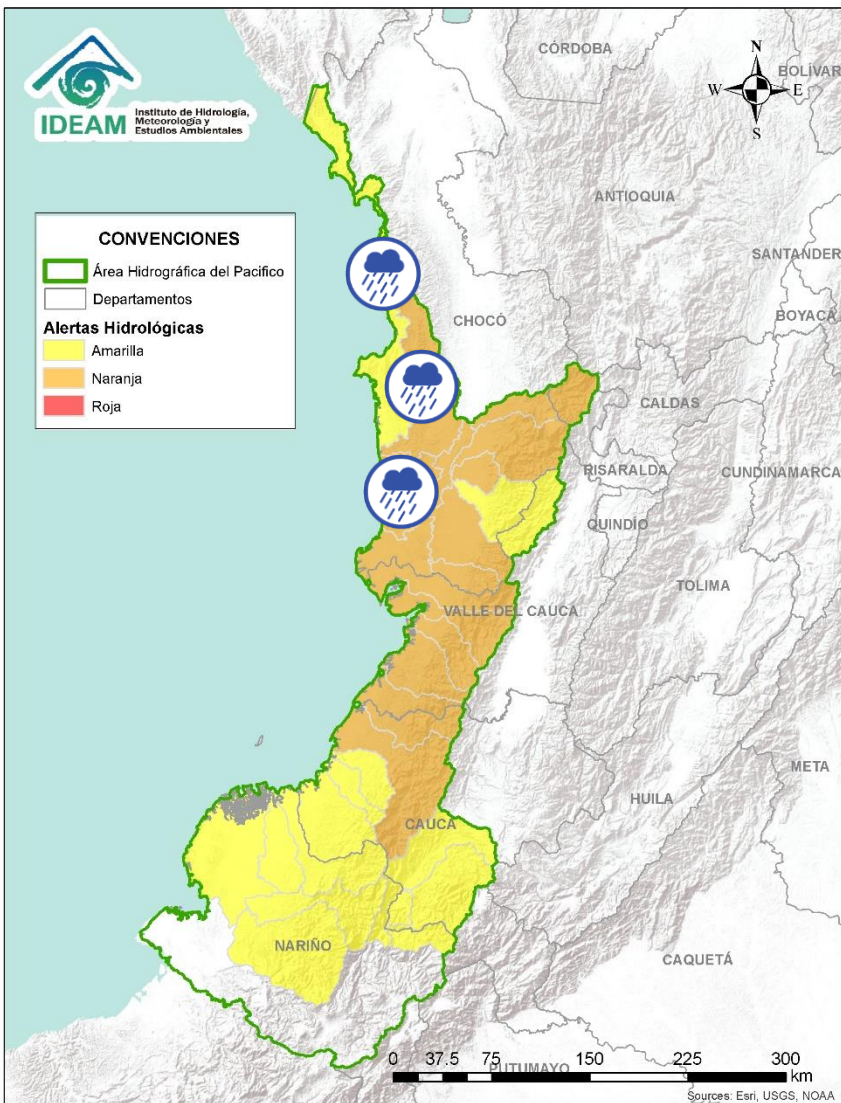 IDEAM
Instituto de Hidrología,
Meteorología y
Estudios Ambientales
N
W
E
S
CÓRDOBA
BOLÍVAR
ANTIOQUIA
SANTANDER
BOYACA
CHOCÓ
CALDAS
RISARALDA
CUNDINAMARCA
QUINDÍO
TOLIMA
VALLE DEL CAUCA
META
HUILA
CAUCA
NARIÑO
CAQUETÁ
PUTUMAYO
CONVENCIONES
Área Hidrográfica del Pacifico
Departamentos
Alertas Hidrológicas
Amarilla
Naranja
Roja
0 37.5 75 150 225 300
km
Sources: Esri, USGS, NOAA